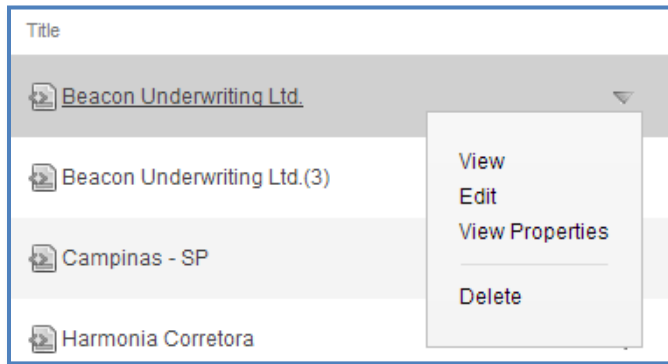 Title
Beacon Underwriting Ltd.
Beacon Underwriting Ltd.(3)
Campinas - SP
Harmonia Corretora
View
Edit
View Properties
Delete